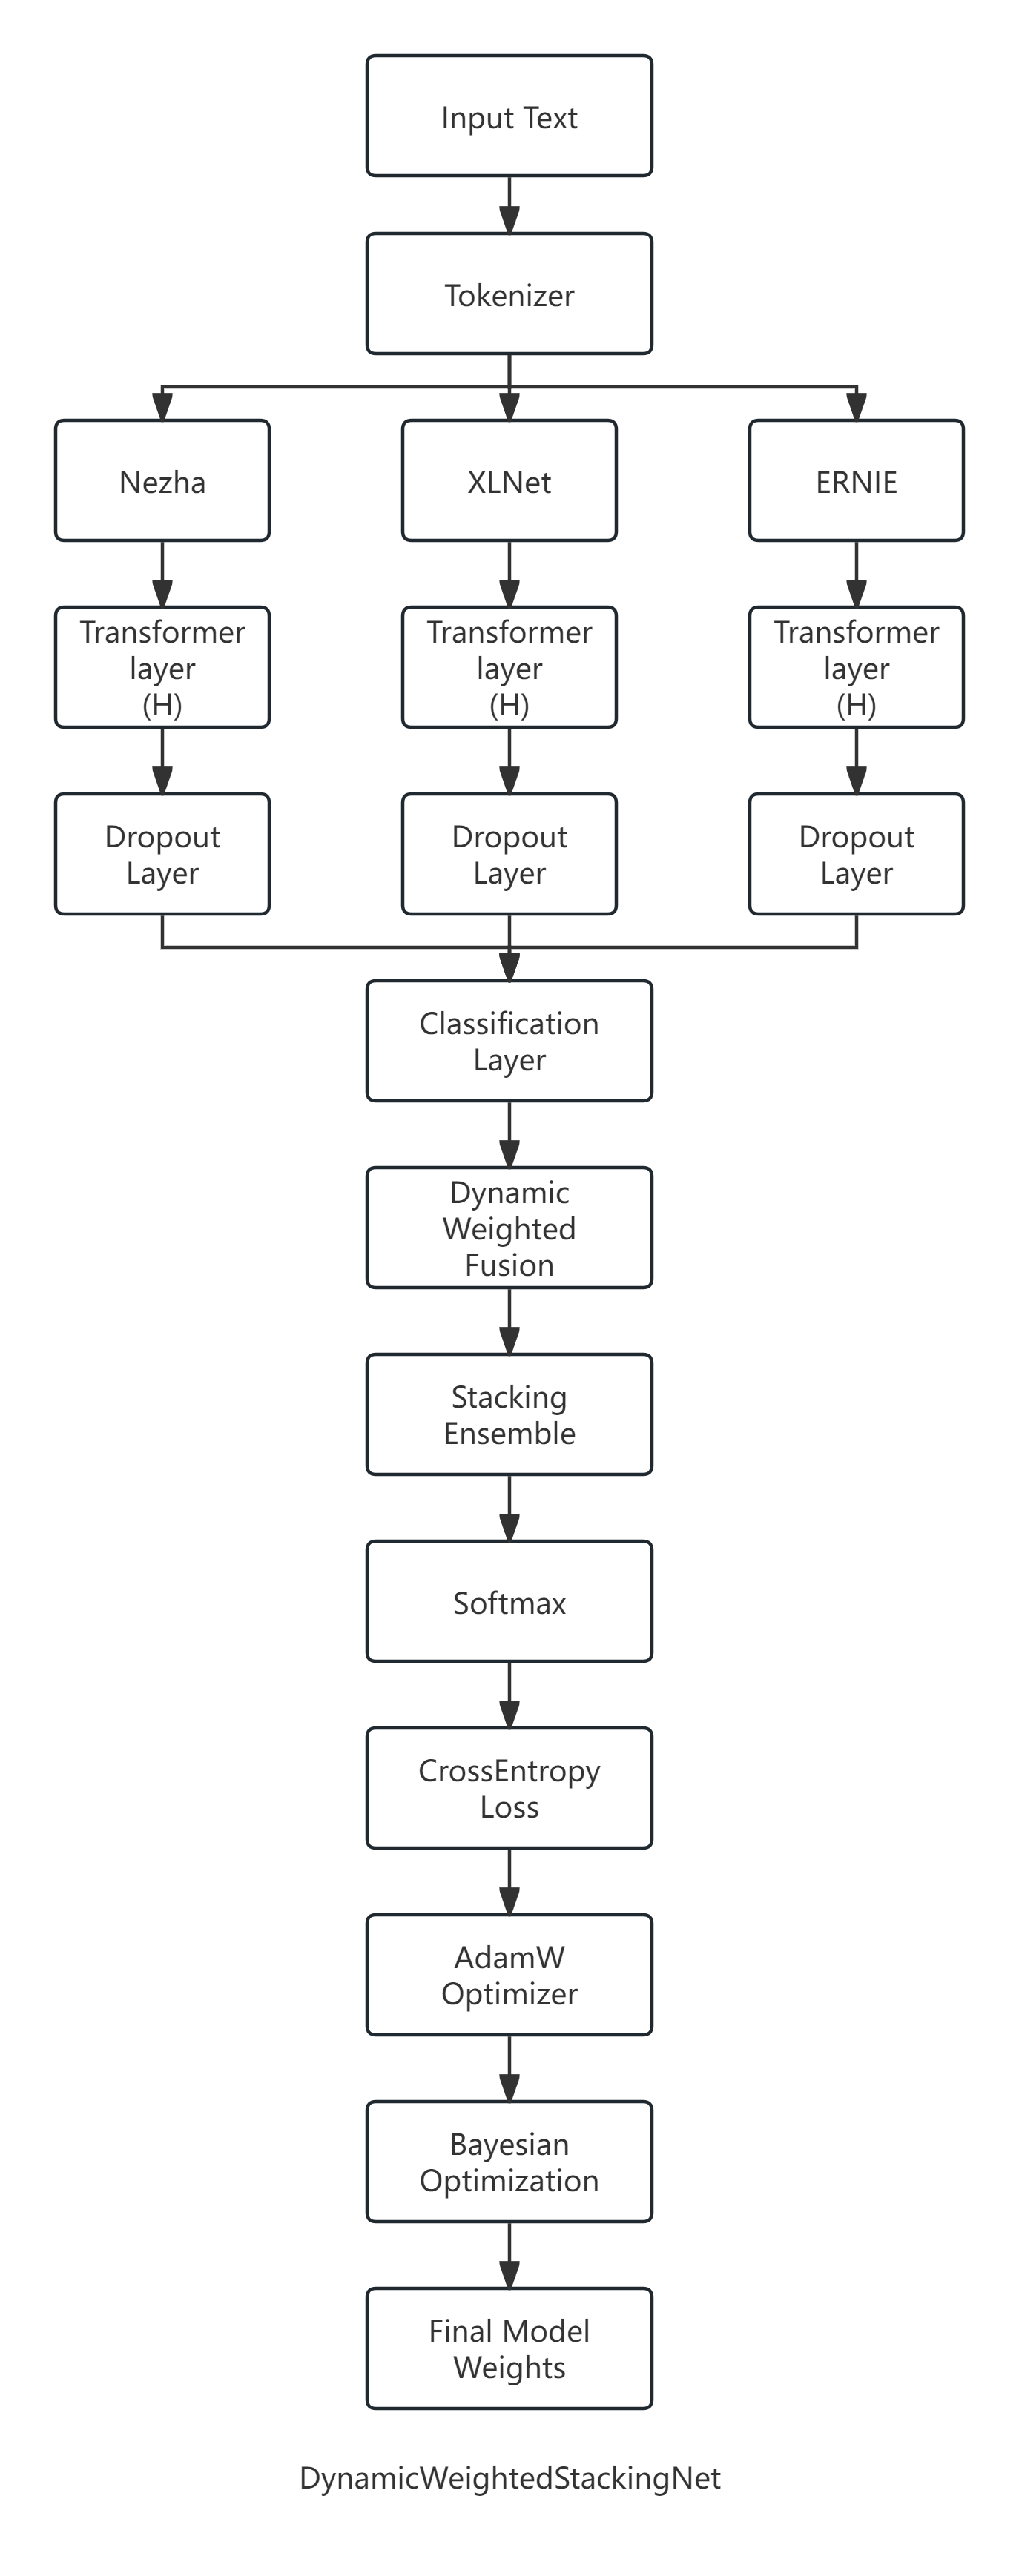 Input Text
Tokenizer
Nezha
XLNet
ERNIE
Transformer
layer
(H)
Transformer
layer
(H)
Transformer
layer
(H)
Dropout
Layer
Dropout
Layer
Dropout
Layer
Classification
Layer
Dynamic
Weighted
Fusion
Stacking
Ensemble
Softmax
CrossEntropy
Loss
AdamW
Optimizer
Bayesian
Optimization
Final Model
Weights
DynamicWeightedStackingNet